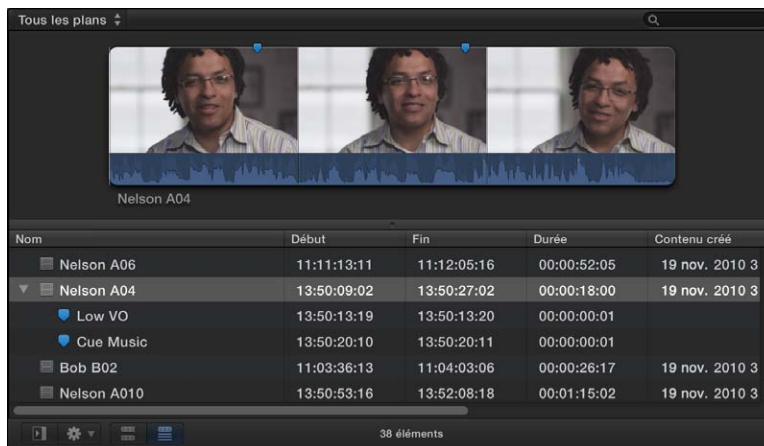 Tous les plans
Nelson A04
Nom Début Fin Durée Contenu créé
Nelson A06 11:11:13:11 11:12:05:16 00:00:52:05 19 nov. 2010 3
Nelson A04 13:50:09:02 13:50:27:02 00:00:18:00 19 nov. 2010 3
Low VO 13:50:13:19 13:50:13:20 00:00:00:01
Cue Music 13:50:20:10 13:50:20:11 00:00:00:01
Bob B02 11:03:36:13 11:04:03:06 00:00:26:17 19 nov. 2010 3
Nelson A010 13:50:53:16 13:52:08:18 00:01:15:02 19 nov. 2010 3
38 éléments